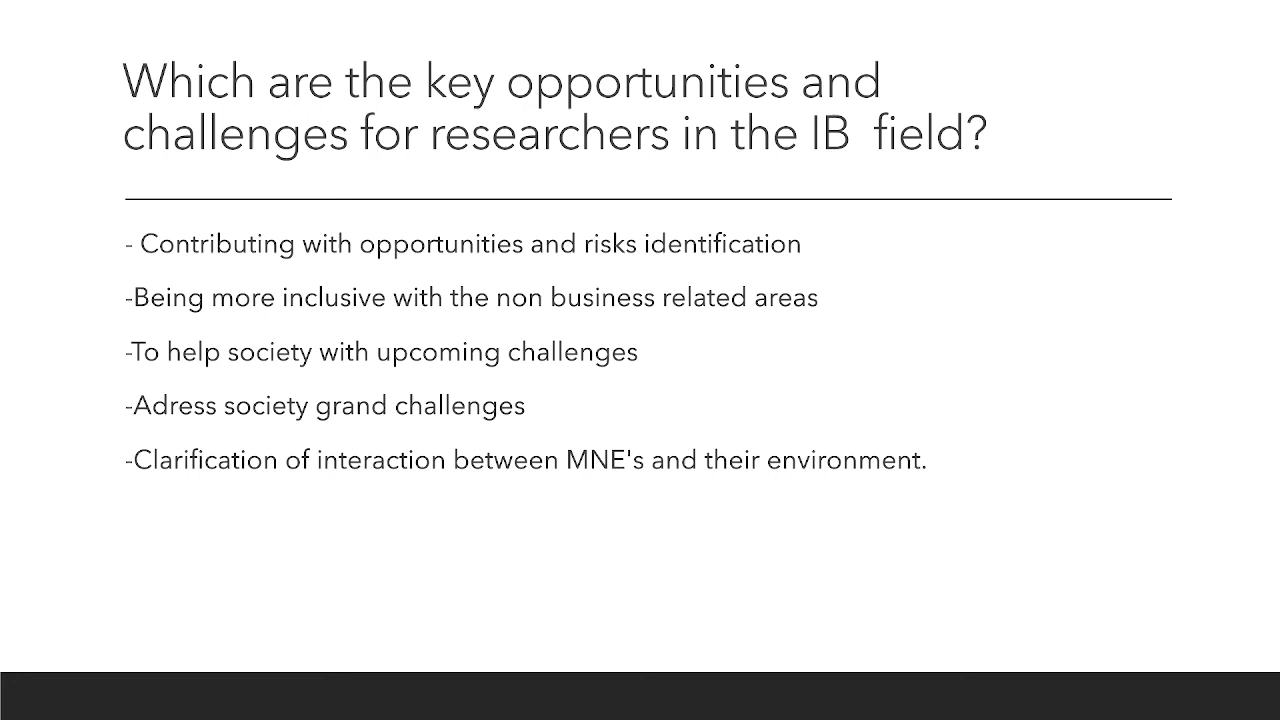 Which are the key opportunities and
challenges for researchers in the IB  field?
- Contributing with opportunities and risks identification
-Being more inclusive with the non business related areas
-To help society with upcoming challenges
-Adress society grand challenges
-Clarification of interaction between MNE's and their environment.